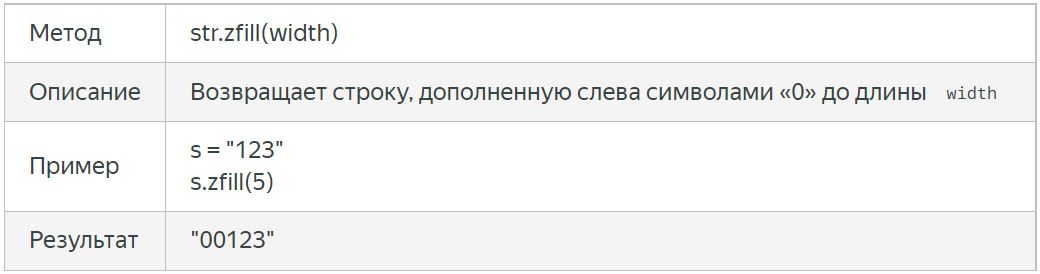 Метод str.zfill(width)
Описание Возвращает строку, дополненную слева символами «0» до длины width
Пример s = "123"
s.zfill(5)
Результат "00123"